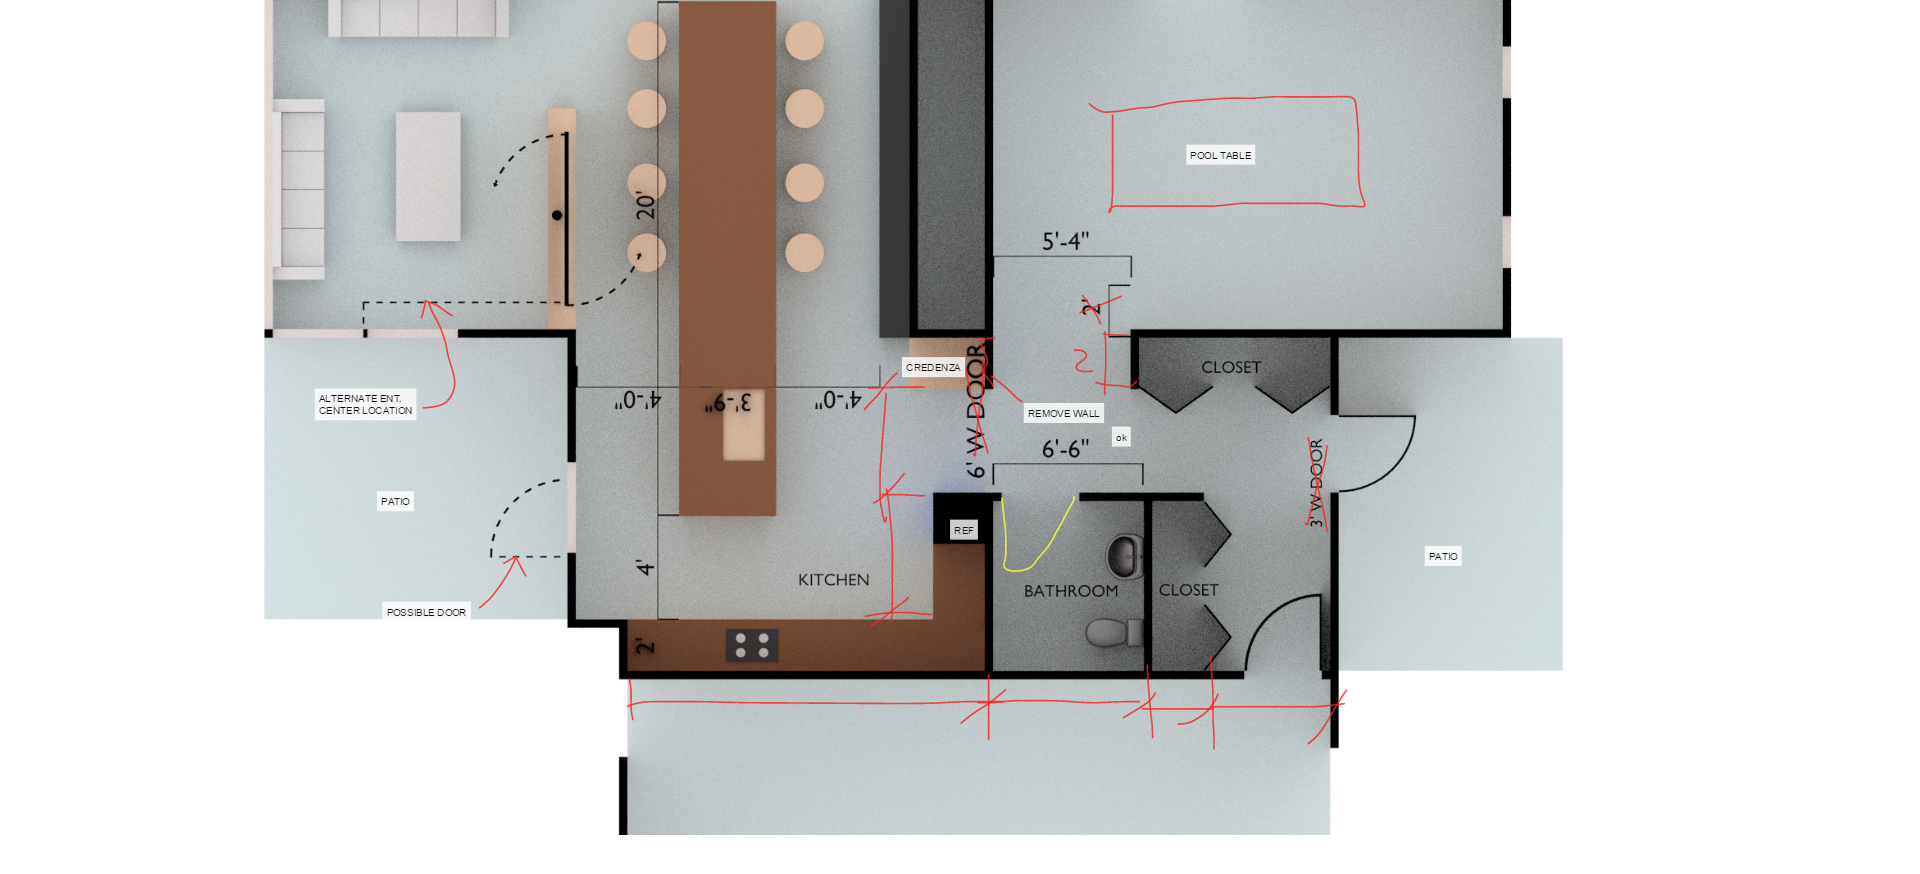 POOL TABLE
20'
5'-4"
2'
2
CREDENZA
6' W DOOR
CLOSET
ALTERNATE ENT.
CENTER LOCATION
4'-0"
3'-9"
4'-0"
REMOVE WALL
ok
6'-6"
3' W DOOR
PATIO
REF
PATIO
4'
KITCHEN
BATHROOM
CLOSET
POSSIBLE DOOR
2'